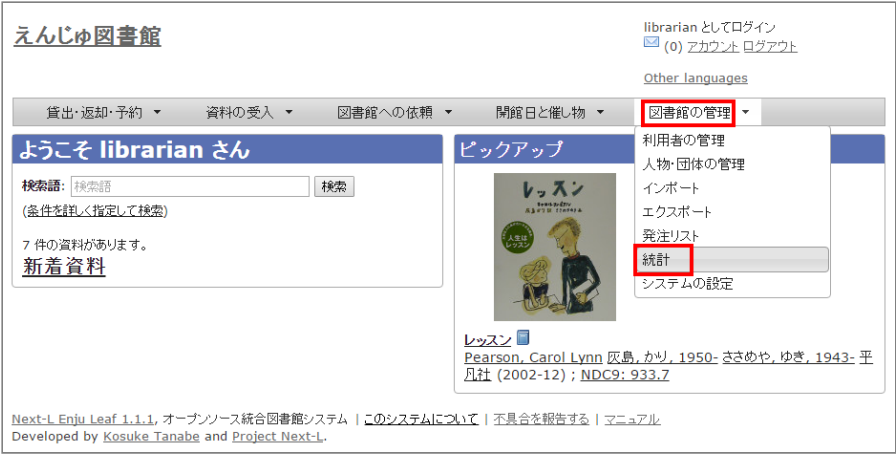 えんじゅ図書館
librarian としてログイン
(0) アカウント ログアウト
Other languages
貸出・返却・予約 ▼ 資料の受入 ▼ 図書館への依頼 ▼ 開館日と催し物 ▼ 図書館の管理 ▼
利用者の管理
人物・団体の管理
インポート
エクスポート
発注リスト
統計
システムの設定
ようこそ librarian さん
検索語: 検索語 検索
(条件を詳しく指定して検索)
7 件の資料があります。
新着資料
ピックアップ
レッスン
人生は
レッスン
レッスン
Pearson, Carol Lynn 灰島, かり, 1950- ささめや, ゆき, 1943- 平
凡社 (2002-12) ; NDC9: 933.7
Next-L Enju Leaf 1.1.1, オープンソース統合図書館システム | このシステムについて | 不具合を報告する | マニュアル
Developed by Kosuke Tanabe and Project Next-L.